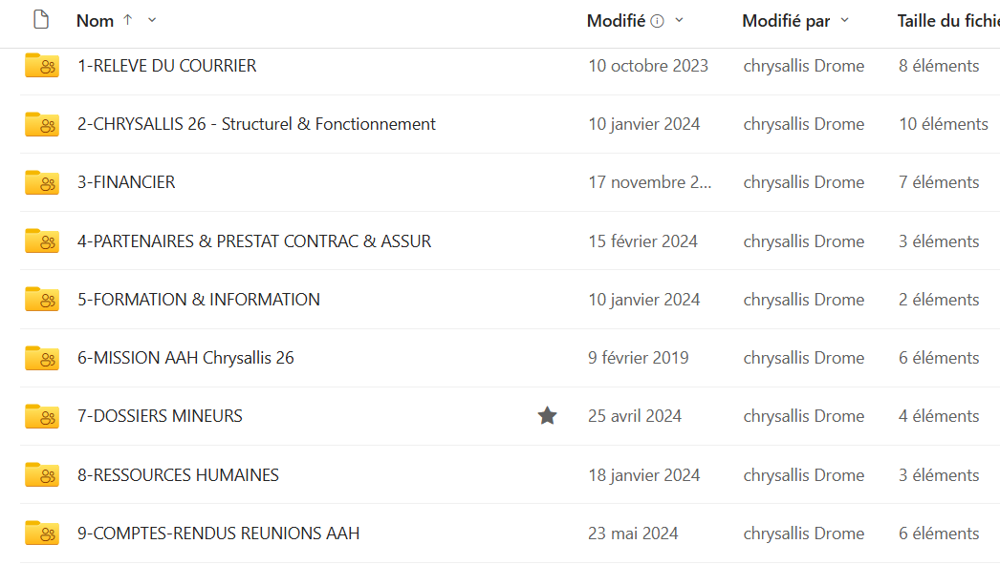 Nom Modifié Modifié par Taille du fichie
1-RELEVE DU COURRIER 10 octobre 2023 chrysallis Drome 8 éléments
2-CHRYSALLIS 26 - Structurel & Fonctionnement 10 janvier 2024 chrysallis Drome 10 éléments
3-FINANCIER 17 novembre 2... chrysallis Drome 7 éléments
4-PARTENAIRES & PRESTAT CONTRAC & ASSUR 15 février 2024 chrysallis Drome 3 éléments
5-FORMATION & INFORMATION 10 janvier 2024 chrysallis Drome 2 éléments
6-MISSION AAH Chrysallis 26 9 février 2019 chrysallis Drome 6 éléments
7-DOSSIERS MINEURS 25 avril 2024 chrysallis Drome 4 éléments
8-RESSOURCES HUMAINES 18 janvier 2024 chrysallis Drome 3 éléments
9-COMPTES-RENDUS REUNIONS AAH 23 mai 2024 chrysallis Drome 6 éléments